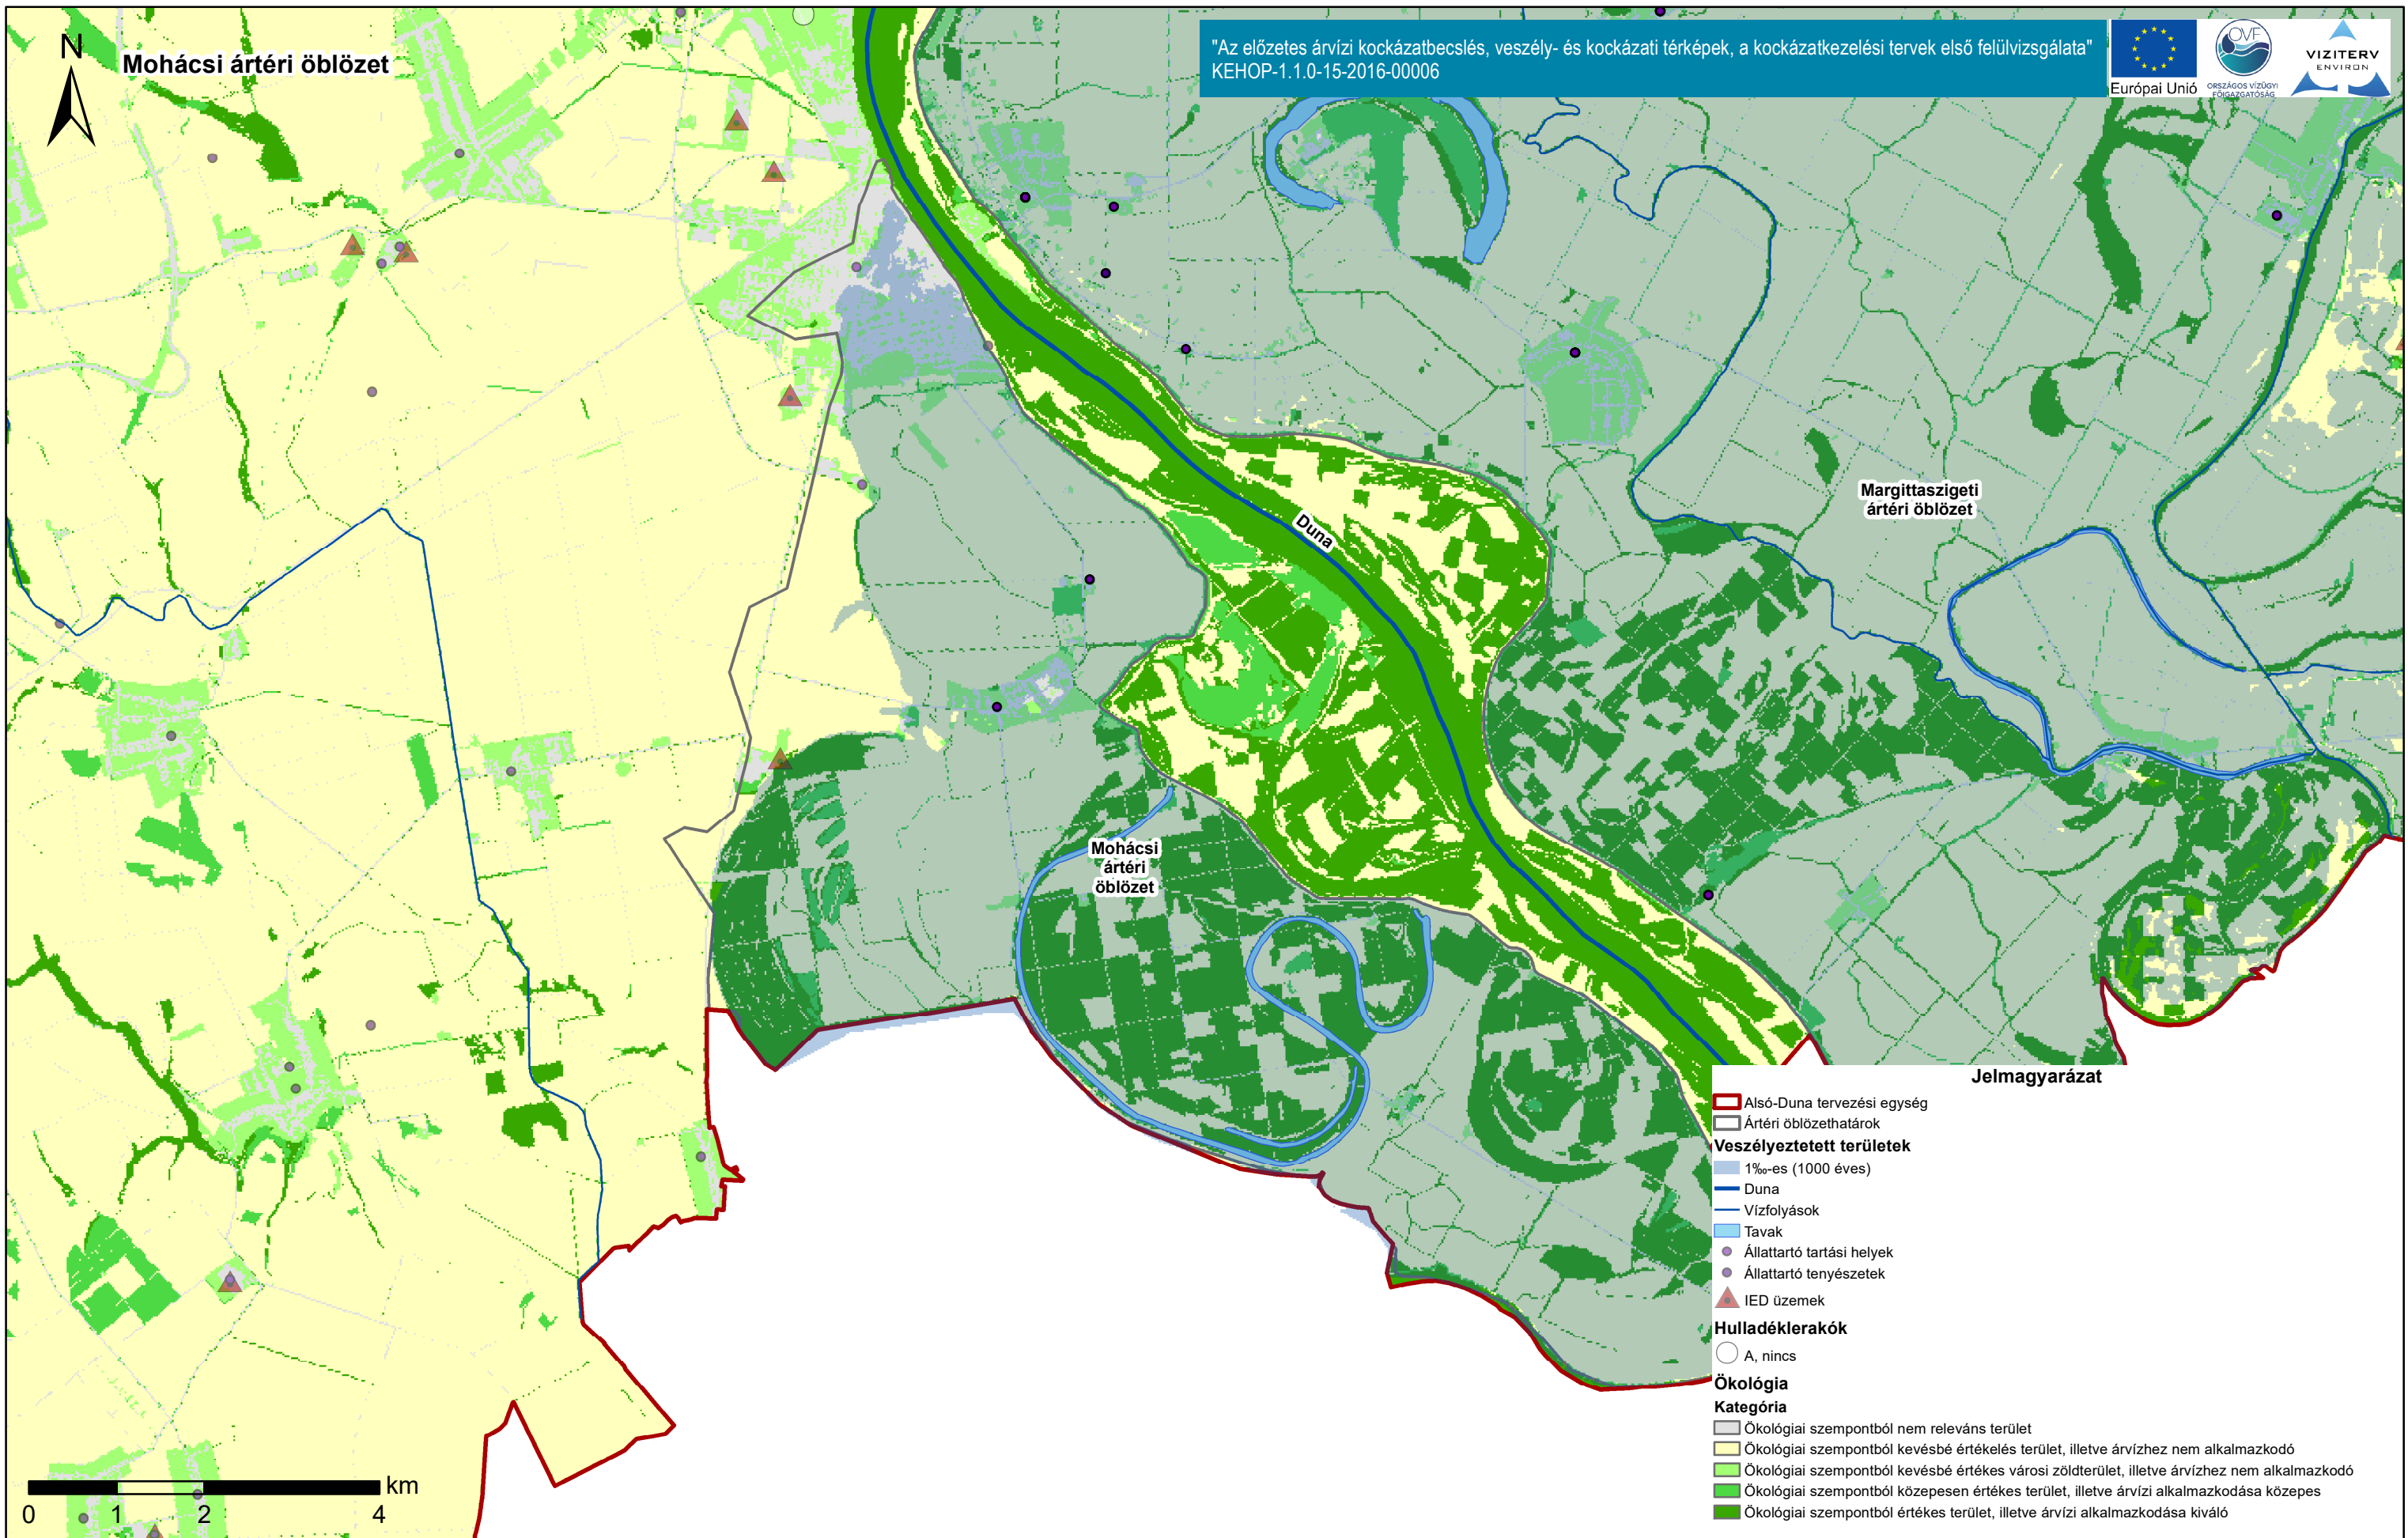 N
Mohácsi ártéri öblözet
"Az előzetes árvízi kockázatbecslés, veszély- és kockázati térképek, a kockázatkezelési tervek első felülvizsgálata"
KEHOP-1.1.0-15-2016-00006
Európai Unió
OVF
ORSZÁGOS VÍZÜGYI
FŐIGAZGATÓSÁG
VIZITERV
ENVIRON
Duna
Margittaszigeti
ártéri öblözet
Mohácsi
ártéri
öblözet
Jelmagyarázat
Alsó-Duna tervezési egység
Ártéri öblözethatárok
Veszélyeztetett területek
1‰-es (1000 éves)
Duna
Vízfolyások
Tavak
Állattartó tartási helyek
Állattartó tenyészetek
IED üzemek
Hulladéklerakók
A, nincs
Ökológia
Kategória
Ökológiai szempontból nem releváns terület
Ökológiai szempontból kevésbé értékelés terület, illetve árvízhez nem alkalmazkodó
Ökológiai szempontból kevésbé értékes városi zöldterület, illetve árvízhez nem alkalmazkodó
Ökológiai szempontból közepesen értékes terület, illetve árvízi alkalmazkodása közepes
Ökológiai szempontból értékes terület, illetve árvízi alkalmazkodása kiváló
km
0 1 2 4